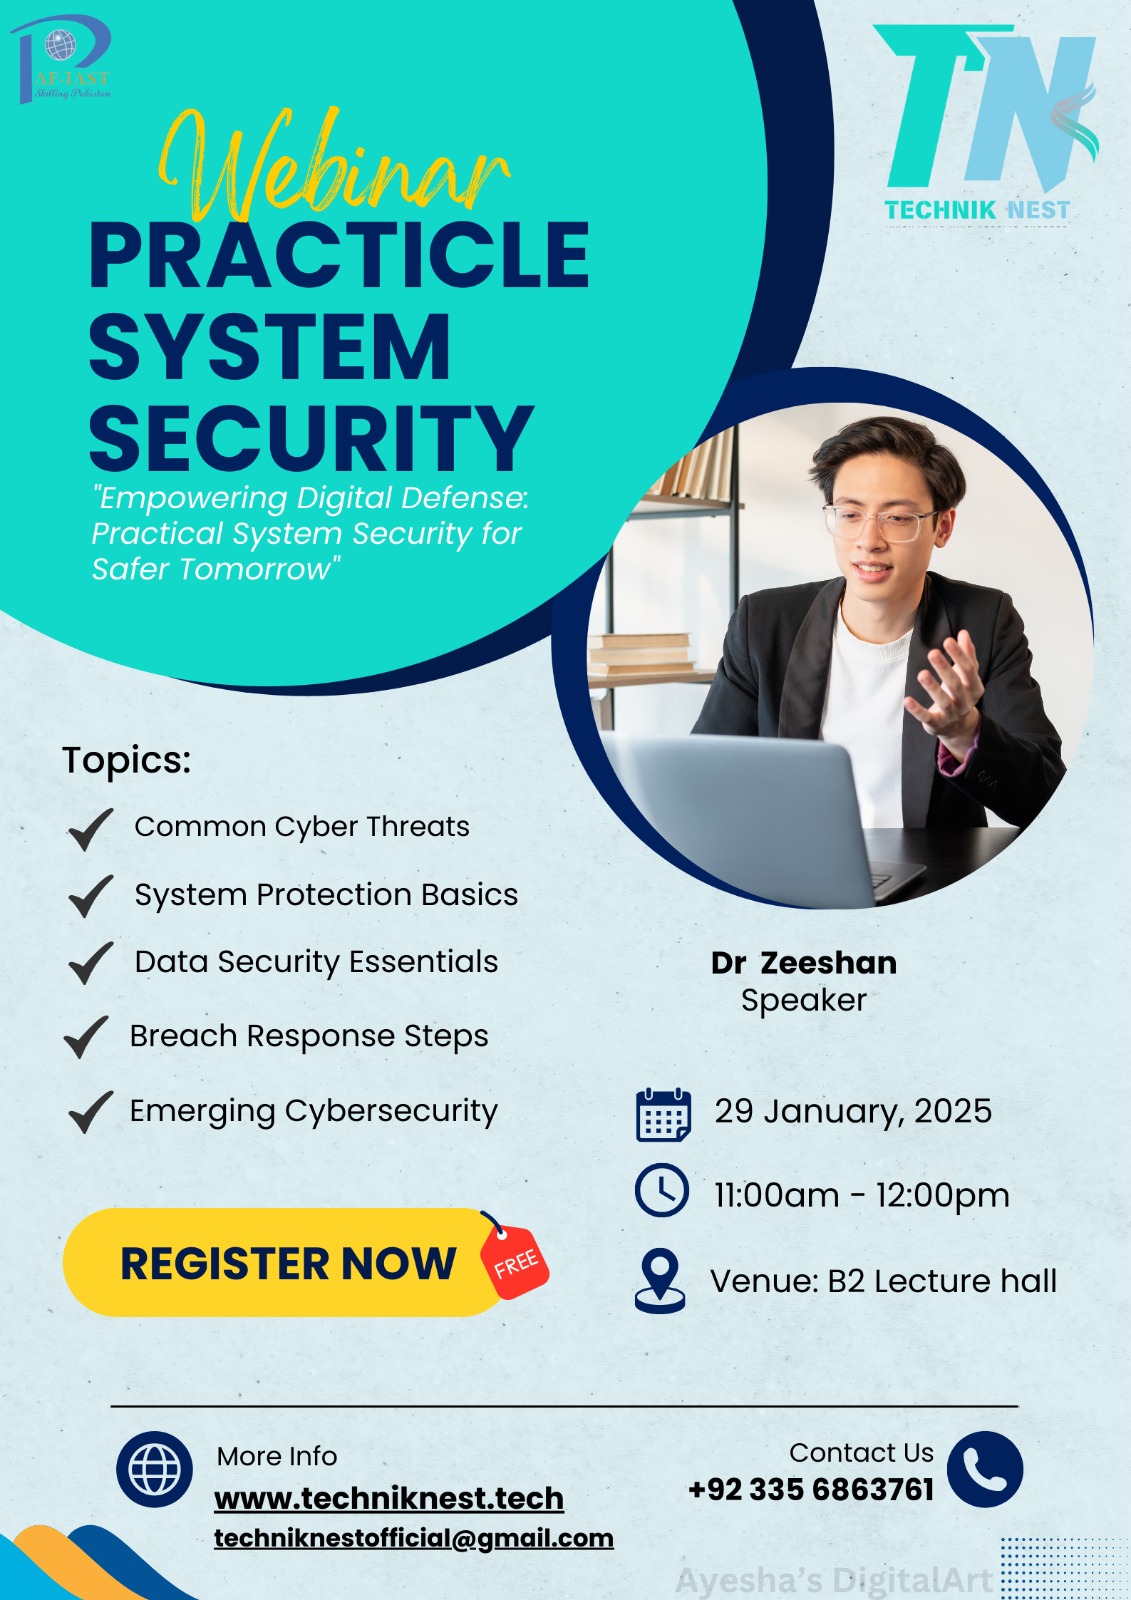 AF-IAST
Skilling Pakistan
TN
TECHNIK NEST
Webinar
PRACTICLE
SYSTEM
SECURITY
"Empowering Digital Defense:
Practical System Security for
Safer Tomorrow"
Topics:
Common Cyber Threats
System Protection Basics
Data Security Essentials
Breach Response Steps
Emerging Cybersecurity
Dr Zeeshan
Speaker
29 January, 2025
11:00am - 12:00pm
Venue: B2 Lecture hall
REGISTER NOW
FREE
More Info
www.techniknest.tech
techniknestofficial@gmail.com
Contact Us
+92 335 6863761
Ayesha's DigitalArt